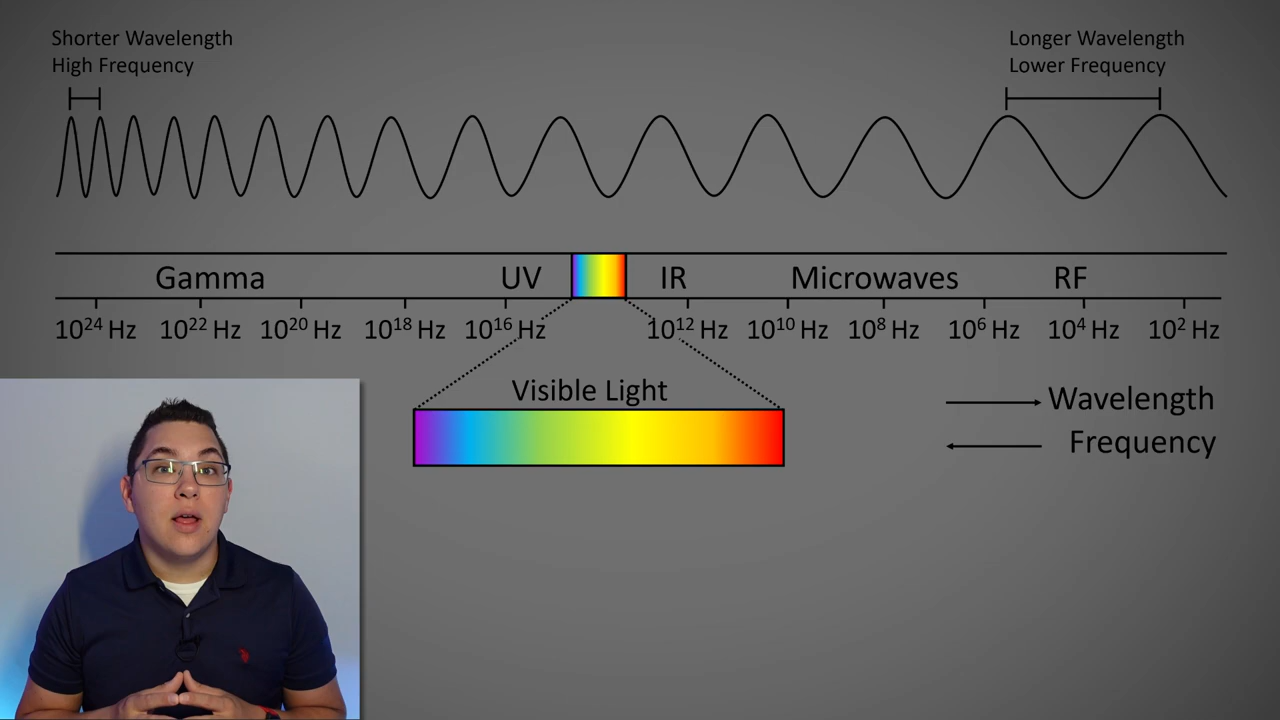 Shorter Wavelength
High Frequency
Longer Wavelength
Lower Frequency
Gamma UV IR Microwaves RF
10²⁴ Hz 10²² Hz 10²⁰ Hz 10¹⁸ Hz 10¹⁶ Hz 10¹² Hz 10¹⁰ Hz 10⁸ Hz 10⁶ Hz 10⁴ Hz 10² Hz
Visible Light
Wavelength
Frequency